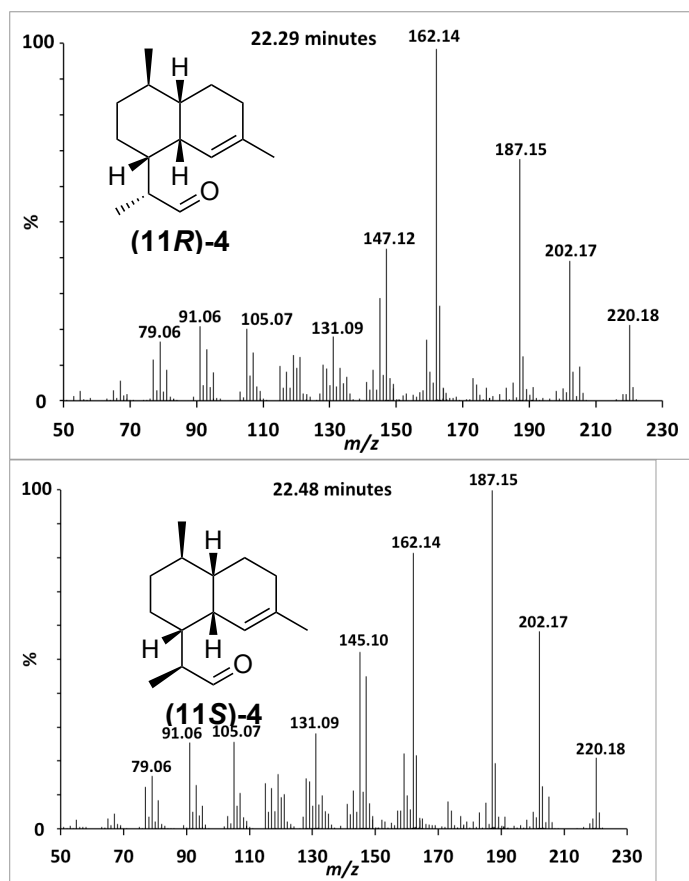 100
22.29 minutes
162.14
H
187.15
H
H
O
(11R)-4
147.12
202.17
%
79.06
91.06
105.07
131.09
220.18
0
50 70 90 110 130 150 170 190 210 230
m/z
100
22.48 minutes
187.15
162.14
H
H
H
O
(11S)-4
145.10
202.17
%
91.06
105.07
131.09
79.06
220.18
0
50 70 90 110 130 150 170 190 210 230
m/z